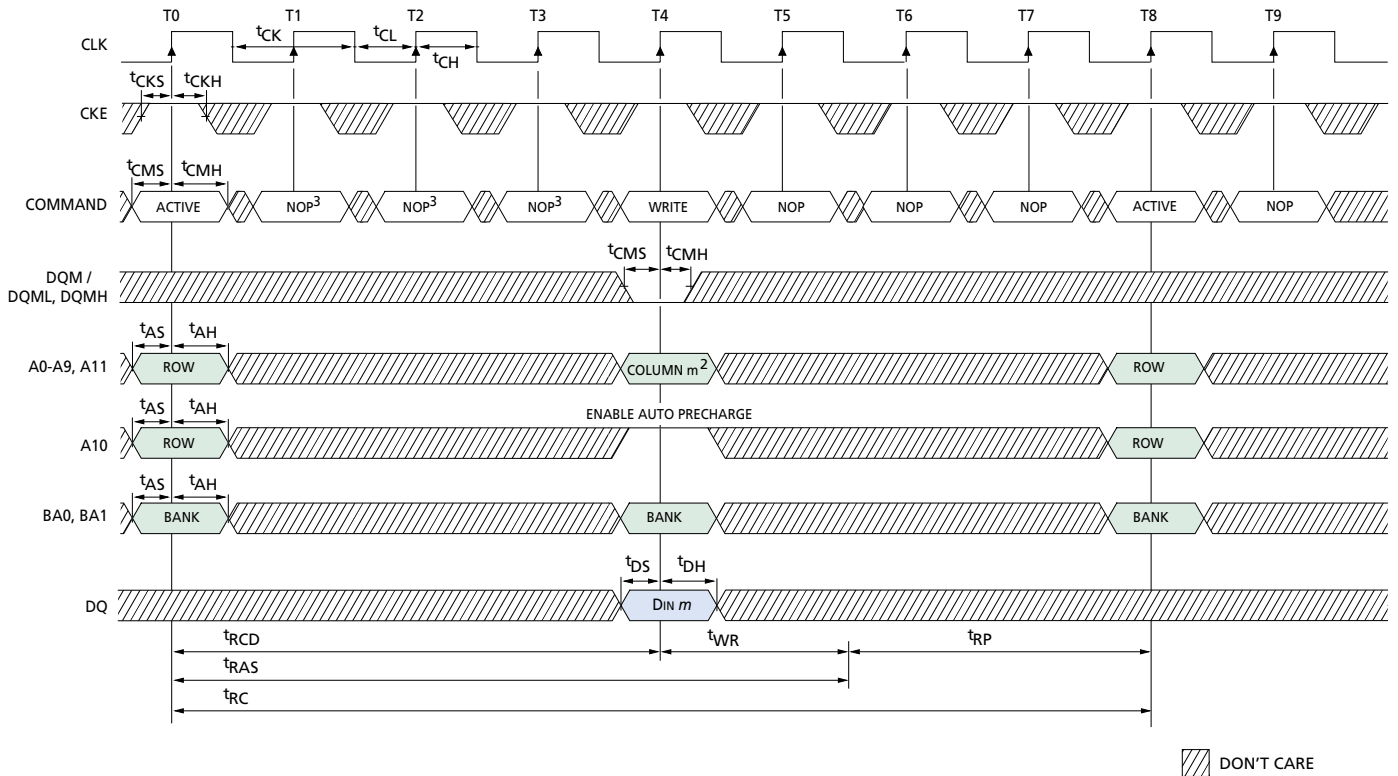 T0 T1 T2 T3 T4 T5 T6 T7 T8 T9
CLK tCK tCL tCH
CKE tCKS tCKH
tCMS tCMH
COMMAND ACTIVE NOP3 NOP3 NOP3 WRITE NOP NOP NOP ACTIVE NOP
tCMS tCMH
DQM /
DQML, DQMH
tAS tAH
A0-A9, A11 ROW COLUMN m2 ROW
ENABLE AUTO PRECHARGE
tAS tAH
A10 ROW ROW
tAS tAH
BA0, BA1 BANK BANK BANK
tDS tDH
DQ DIN m
tRCD tWR tRP
tRAS
tRC
DON'T CARE